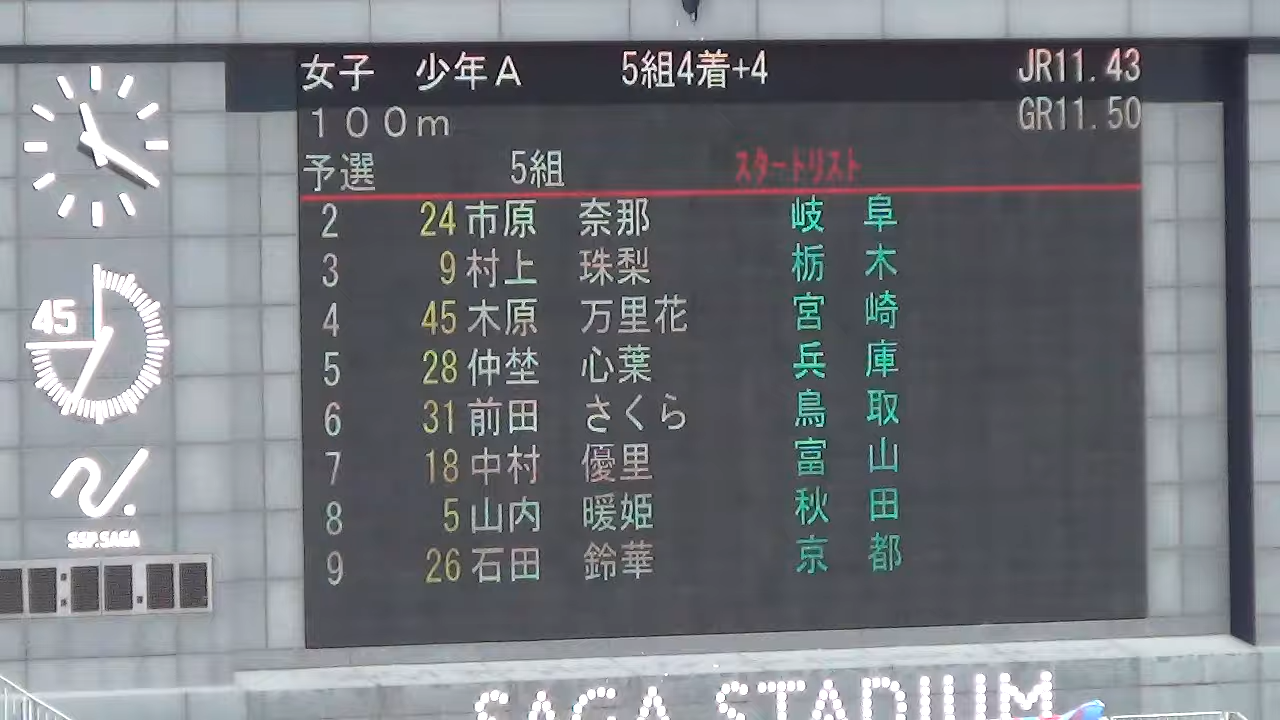 女子 少年A 5組4着+4 JR11.43
100m GR11.50
予選 5組 スタートリスト
2 24 市原 奈那 岐阜
3 9 村上 珠梨 栃木
4 45 木原 万里花 宮崎
5 28 仲埜 心葉 兵庫
6 31 前田 さくら 鳥取
7 18 中村 優里 富山
8 5 山内 暖姫 秋田
9 26 石田 鈴華 京都
45
SSP.SAGA
SAGA STADIUM